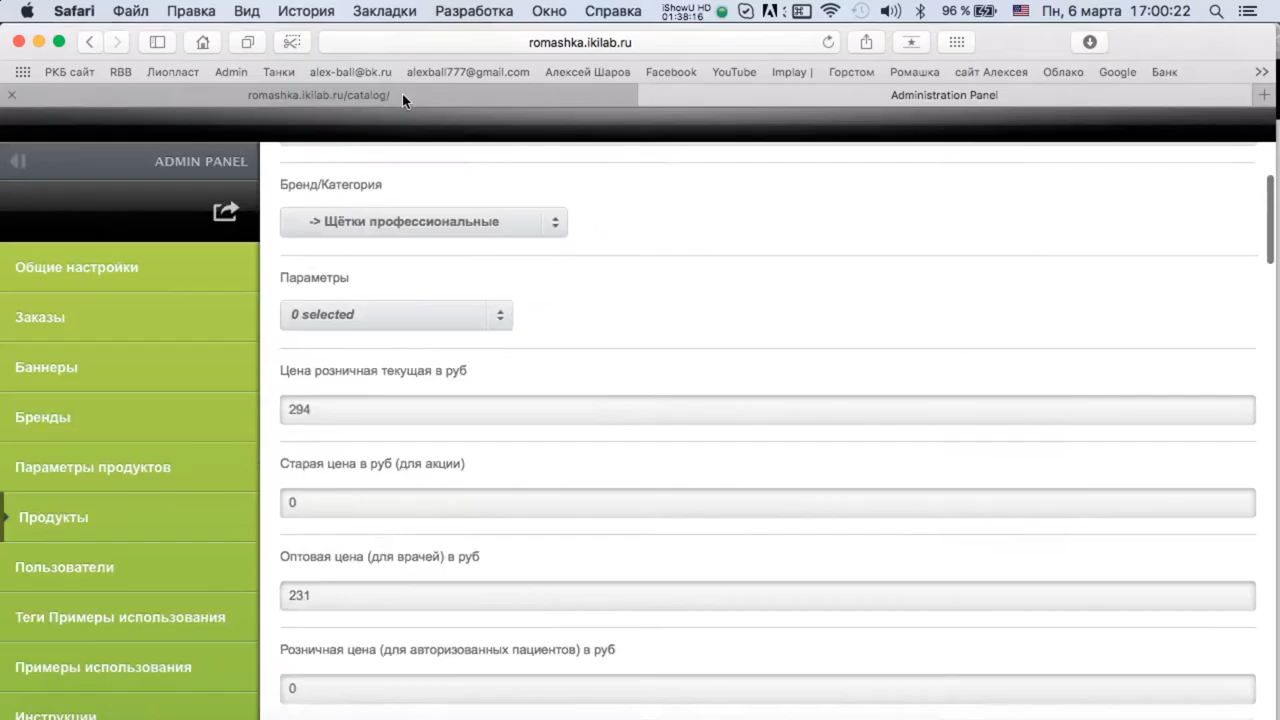 Safari Файл Правка Вид История Закладки Разработка Окно Справка iShowU HD 01:38:16 96 % Пн, 6 марта 17:00:22
romashka.ikilab.ru
РКБ сайт RBB Лиопласт Admin Танки alex-ball@bk.ru alexball777@gmail.com Алексей Шаров Facebook YouTube Implay | Горстом Ромашка сайт Алексея Облако Google Банк
romashka.ikilab.ru/catalog/ Administration Panel
ADMIN PANEL
Общие настройки
Заказы
Баннеры
Бренды
Параметры продуктов
Продукты
Пользователи
Теги Примеры использования
Примеры использования
Инструкции
Бренд/Категория
-> Щётки профессиональные
Параметры
0 selected
Цена розничная текущая в руб
294
Старая цена в руб (для акции)
0
Оптовая цена (для врачей) в руб
231
Розничная цена (для авторизованных пациентов) в руб
0